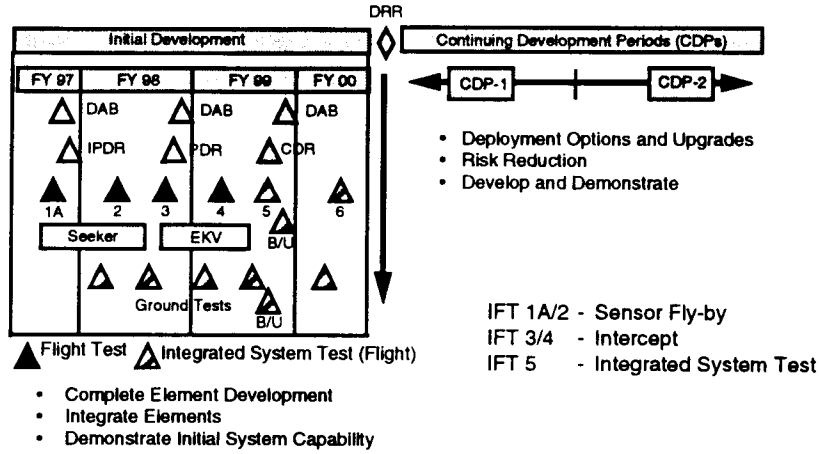 DRR
Initial Development
Continuing Development Periods (CDPs)
FY 97 FY 98 FY 99 FY 00
CDP-1 CDP-2
DAB DAB DAB
IPDR PDR CDR
• Deployment Options and Upgrades
• Risk Reduction
• Develop and Demonstrate
1A 2 3 4 5 6
Seeker EKV B/U
Ground Tests
B/U
IFT 1A/2 - Sensor Fly-by
IFT 3/4 - Intercept
IFT 5 - Integrated System Test
Flight Test Integrated System Test (Flight)
• Complete Element Development
• Integrate Elements
• Demonstrate Initial System Capability